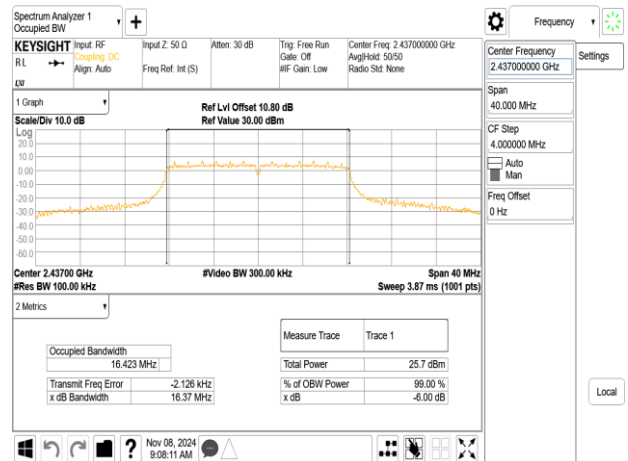 Spectrum Analyzer 1
Occupied BW
KEYSIGHT
RL
LXI
Input: RF
Coupling: DC
Align: Auto
Input Z: 50 Ω
Freq Ref: Int (S)
Atten: 30 dB
Trig: Free Run
Gate: Off
#IF Gain: Low
Center Freq: 2.437000000 GHz
Avg|Hold: 50/50
Radio Std: None
1 Graph
Scale/Div 10.0 dB
Ref Lvl Offset 10.80 dB
Ref Value 30.00 dBm
Log
20.0
10.0
0.00
-10.0
-20.0
-30.0
-40.0
-50.0
-60.0
Center 2.43700 GHz
#Res BW 100.00 kHz
#Video BW 300.00 kHz
Span 40 MHz
Sweep 3.87 ms (1001 pts)
2 Metrics
Occupied Bandwidth
16.423 MHz
Transmit Freq Error -2.126 kHz
x dB Bandwidth 16.37 MHz
Measure Trace Trace 1
Total Power 25.7 dBm
% of OBW Power 99.00 %
x dB -6.00 dB
Nov 08, 2024
9:08:11 AM
Frequency
Center Frequency
2.437000000 GHz
Span
40.000 MHz
CF Step
4.000000 MHz
Auto
Man
Freq Offset
0 Hz
Settings
Local